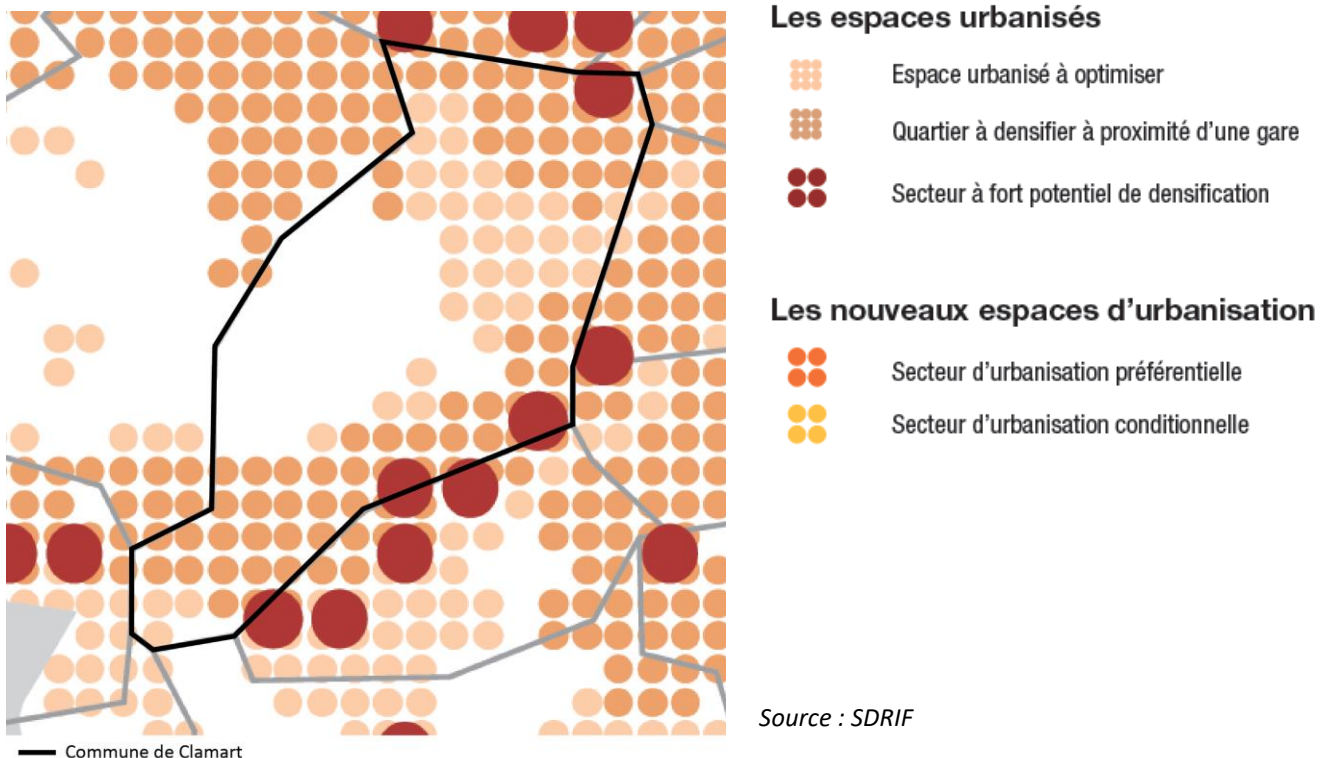 Les espaces urbanisés
Espace urbanisé à optimiser
Quartier à densifier à proximité d'une gare
Secteur à fort potentiel de densification
Les nouveaux espaces d'urbanisation
Secteur d'urbanisation préférentielle
Secteur d'urbanisation conditionnelle
Source : SDRIF
Commune de Clamart